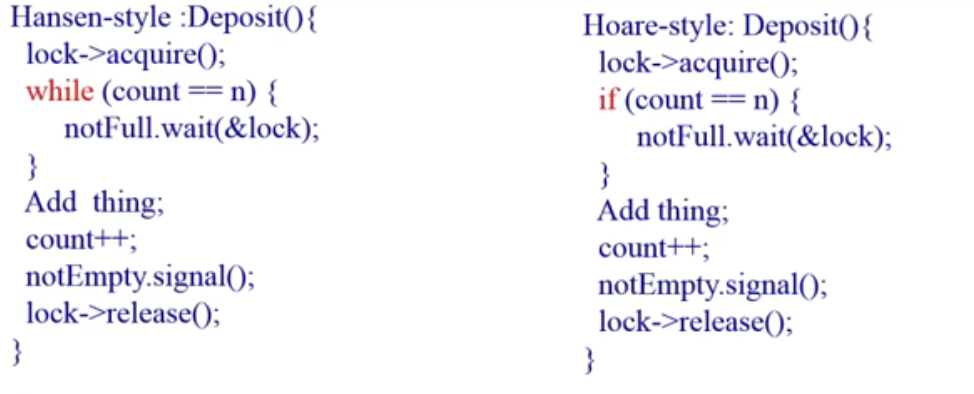 Hansen-style :Deposit(){
lock->acquire();
while (count == n) {
notFull.wait(&lock);
}
Add thing;
count++;
notEmpty.signal();
lock->release();
}
Hoare-style: Deposit(){
lock->acquire();
if (count == n) {
notFull.wait(&lock);
}
Add thing;
count++;
notEmpty.signal();
lock->release();
}